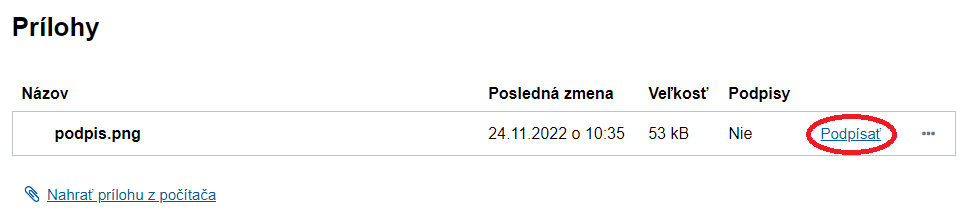 Prílohy
Názov Posledná zmena Veľkosť Podpisy
podpis.png 24.11.2022 o 10:35 53 kB Nie Podpísať
Nahrať prílohu z počítača